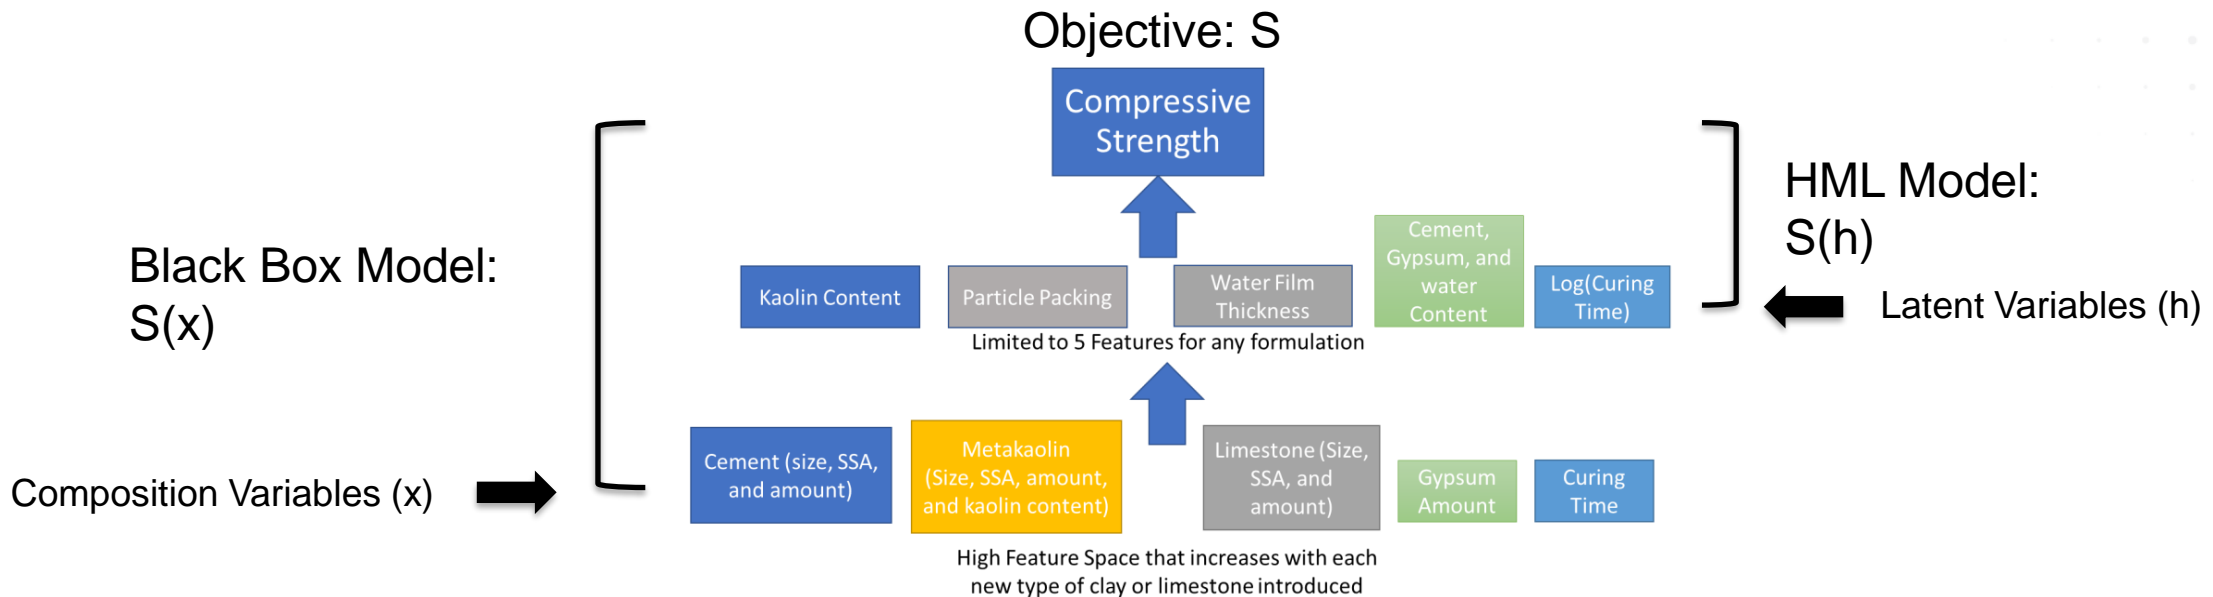 Objective: S
Compressive
Strength
Black Box Model:
S(x)
HML Model:
S(h)
Kaolin Content
Particle Packing
Water Film
Thickness
Cement,
Gypsum, and
water
Content
Log(Curing
Time)
Latent Variables (h)
Limited to 5 Features for any formulation
Composition Variables (x)
Cement (size, SSA,
and amount)
Metakaolin
(Size, SSA, amount,
and kaolin content)
Limestone (Size,
SSA, and
amount)
Gypsum
Amount
Curing
Time
High Feature Space that increases with each
new type of clay or limestone introduced